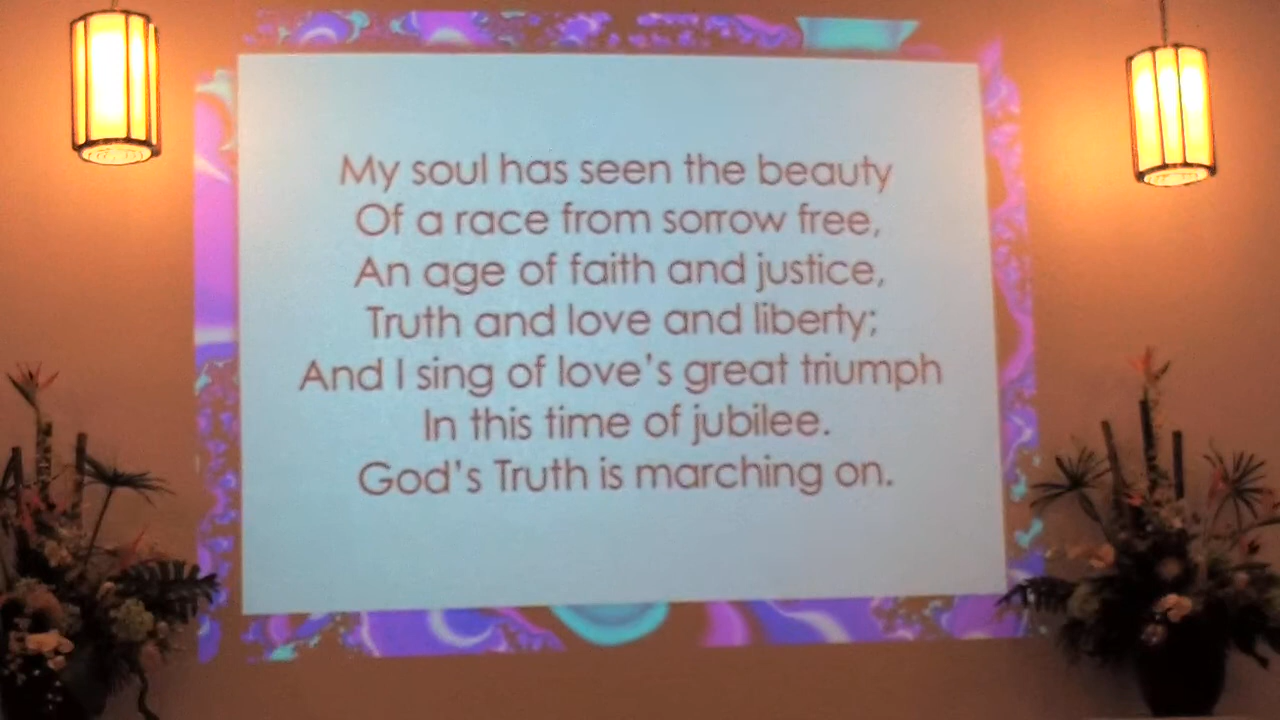 My soul has seen the beauty
Of a race from sorrow free,
An age of faith and justice,
Truth and love and liberty;
And I sing of love's great triumph
In this time of jubilee.
God's Truth is marching on.